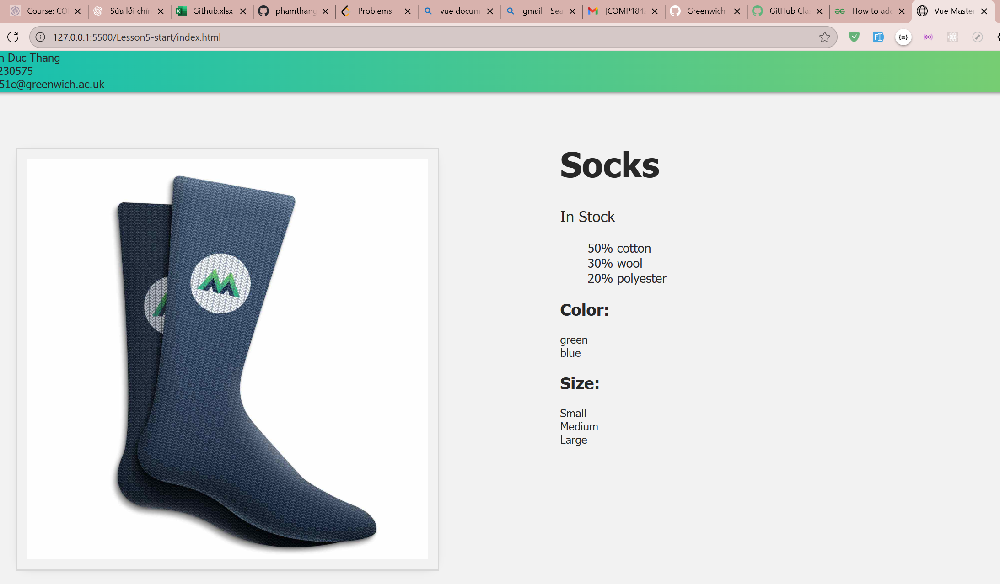 Course: CO
Sửa lỗi chín
Github.xlsx
phamthang
Problems -
vue docum
gmail - Sea
[COMP184
Greenwich-
GitHub Cla
How to add
Vue Master
127.0.0.1:5500/Lesson5-start/index.html
Duc Thang
230575
51c@greenwich.ac.uk
Socks
In Stock
50% cotton
30% wool
20% polyester
Color:
green
blue
Size:
Small
Medium
Large